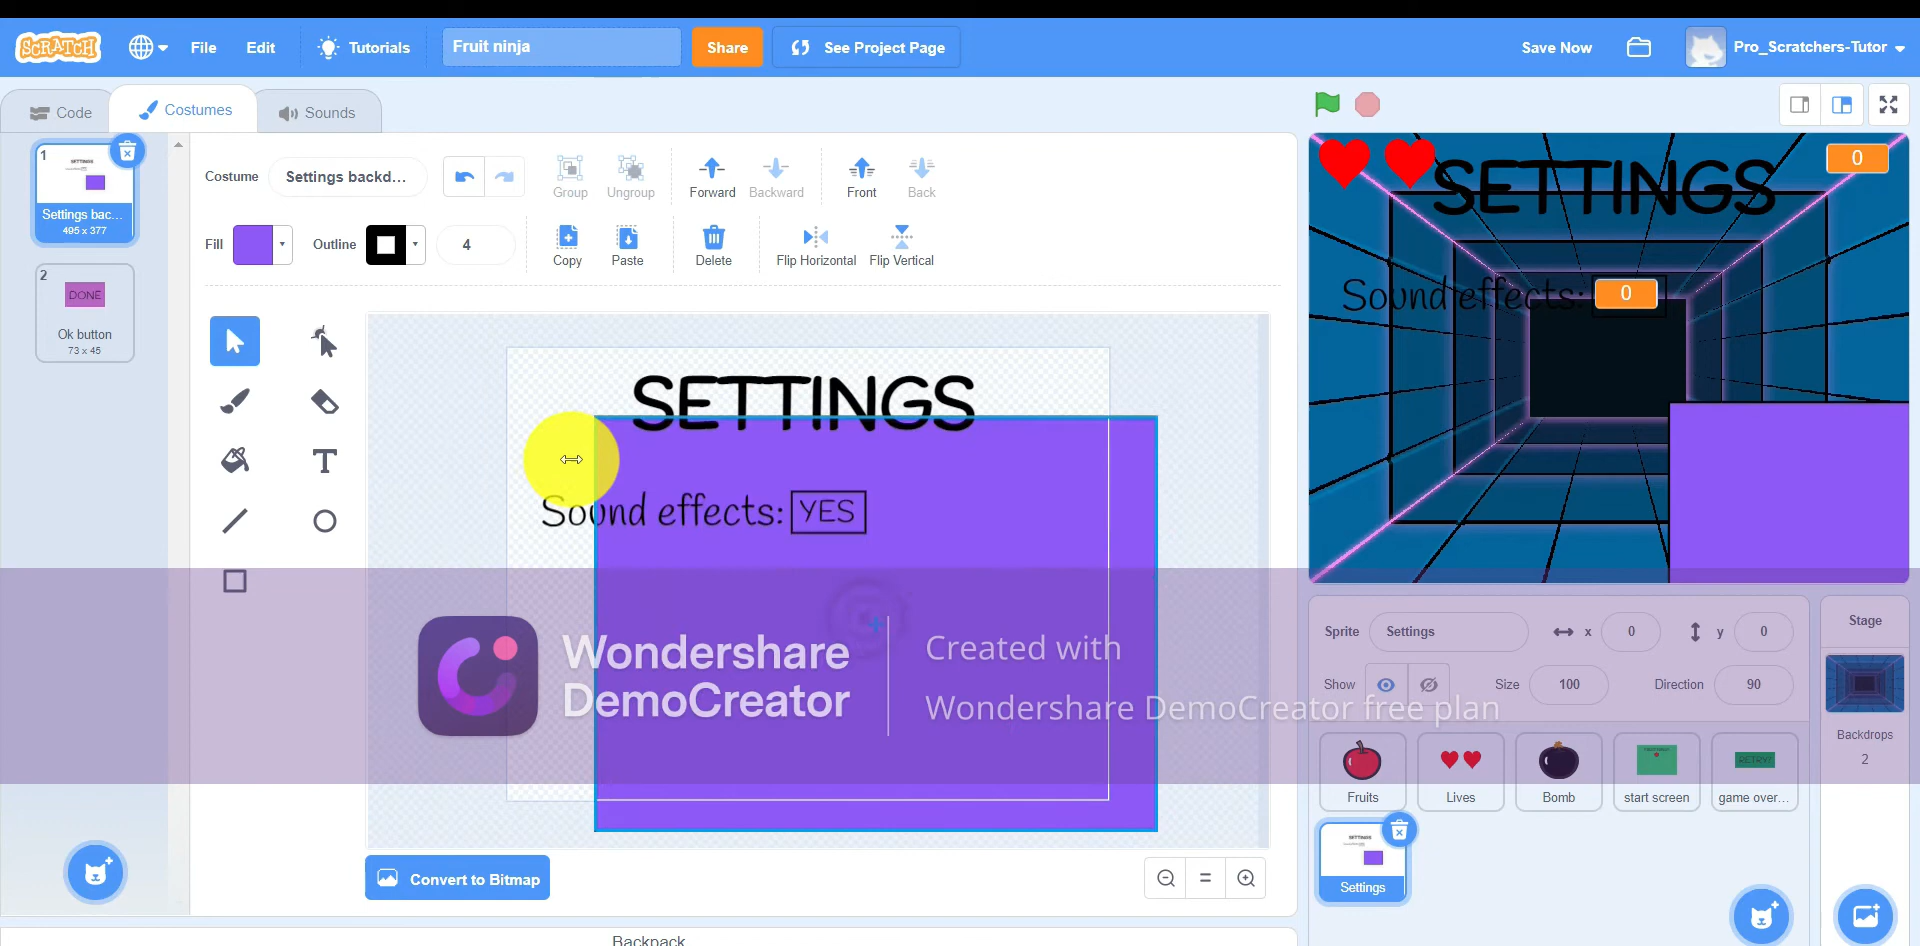 SCRATCH
File
Edit
Tutorials
Fruit ninja
Share
See Project Page
Save Now
Pro_Scratchers-Tutor
Code
Costumes
Sounds
1
SETTINGS
Settings bac...
495 x 377
2
DONE
Ok button
73 x 45
Costume
Settings backd...
Group
Ungroup
Forward
Backward
Front
Back
Fill
Outline
4
Copy
Paste
Delete
Flip Horizontal
Flip Vertical
SETTINGS
Sound effects: YES
Convert to Bitmap
Backpack
SETTINGS
0
Sound effects: 0
Wondershare
DemoCreator
Created with
Wondershare DemoCreator free plan
Sprite
Settings
x
0
y
0
Show
Size
100
Direction
90
Fruits
Lives
Bomb
start screen
RETRY!
game over...
SETTINGS
Settings
Stage
Backdrops
2